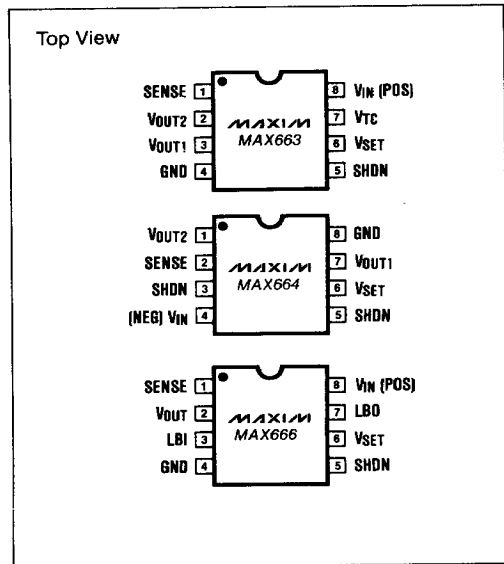 Top View
SENSE 1 8 VIN (POS)
VOUT2 2 7 VTC
VOUT1 3 6 VSET
GND 4 5 SHDN
MAXIM
MAX663
VOUT2 1 8 GND
SENSE 2 7 VOUT1
SHDN 3 6 VSET
(NEG) VIN 4 5 SHDN
MAXIM
MAX664
SENSE 1 8 VIN (POS)
VOUT 2 7 LBO
LBI 3 6 VSET
GND 4 5 SHDN
MAXIM
MAX666